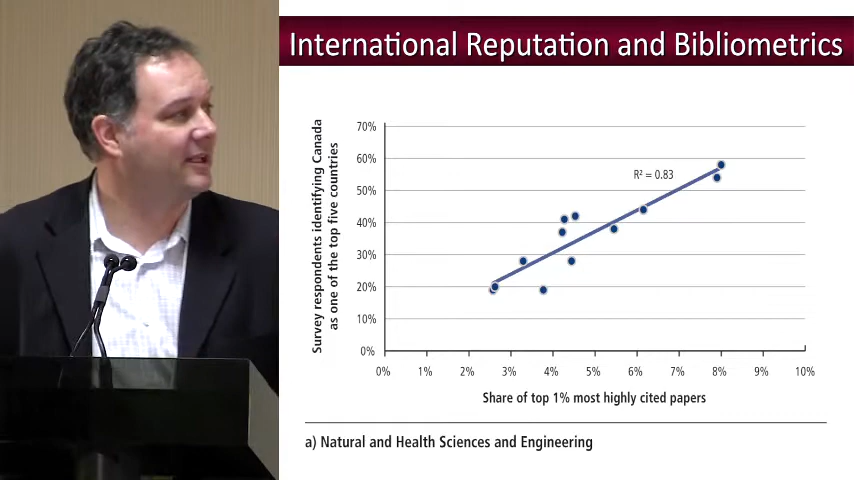 International Reputation and Bibliometrics
Survey respondents identifying Canada
as one of the top five countries
70%
60%
50%
40%
30%
20%
10%
0%
R² = 0.83
0% 1% 2% 3% 4% 5% 6% 7% 8% 9% 10%
Share of top 1% most highly cited papers
a) Natural and Health Sciences and Engineering